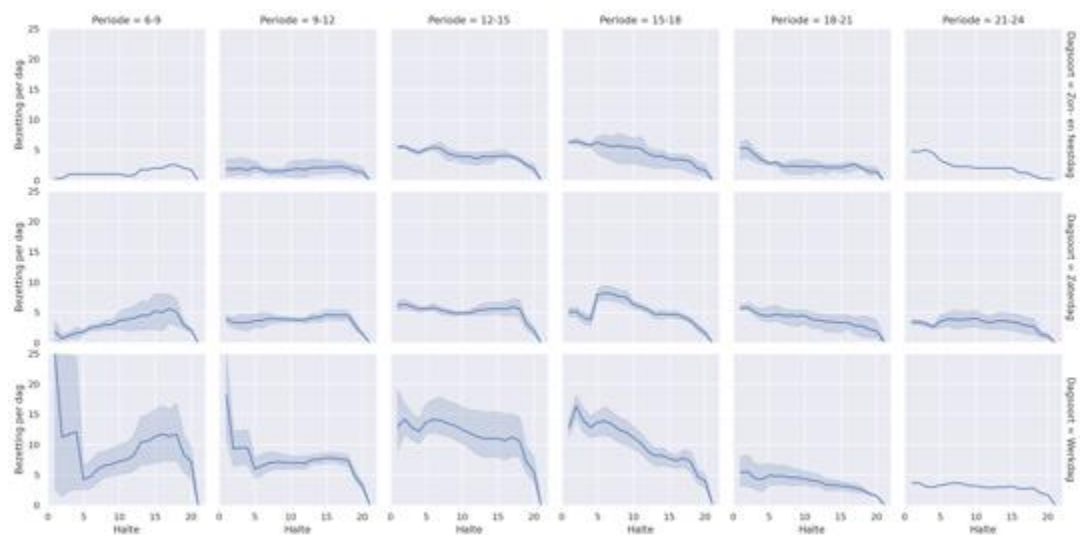 Periode = 6-9 Periode = 9-12 Periode = 12-15 Periode = 15-18 Periode = 18-21 Periode = 21-24
25
20
15
10
5
0
Bezetting per dag
Dagsoort = Zon- en feestdag
25
20
15
10
5
0
Bezetting per dag
Dagsoort = Zaterdag
25
20
15
10
5
0
Bezetting per dag
Dagsoort = Werkdag
0 5 10 15 20 0 5 10 15 20 0 5 10 15 20 0 5 10 15 20 0 5 10 15 20 0 5 10 15 20
Halte Halte Halte Halte Halte Halte